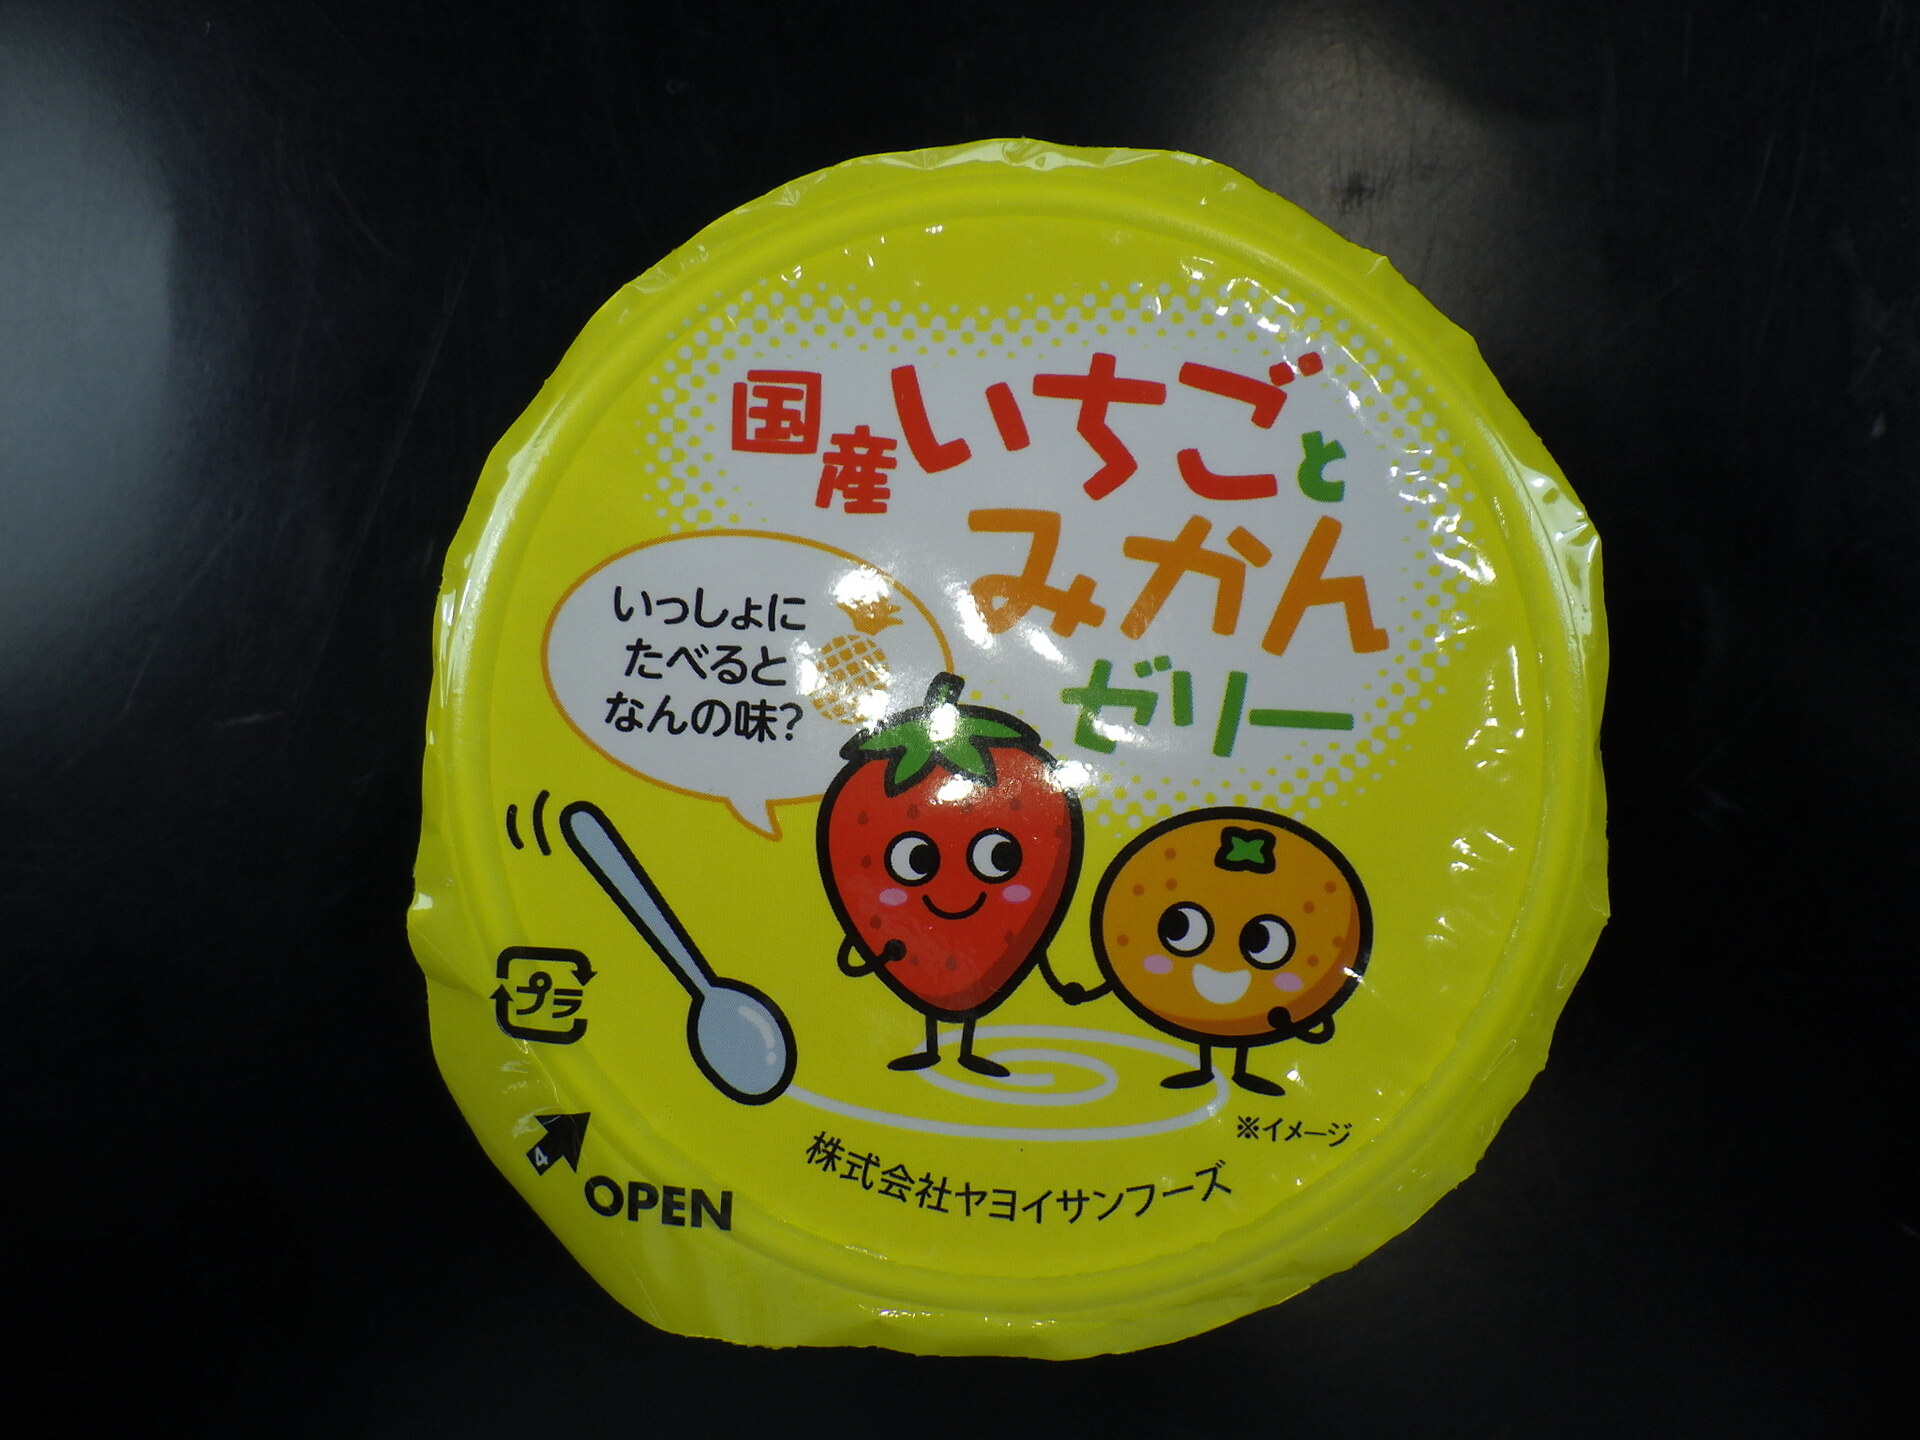 国産いちごと
みかん
ゼリー
いっしょに
たべると
なんの味?
プラ
4
OPEN
※イメージ
株式会社ヤヨイサンフーズ